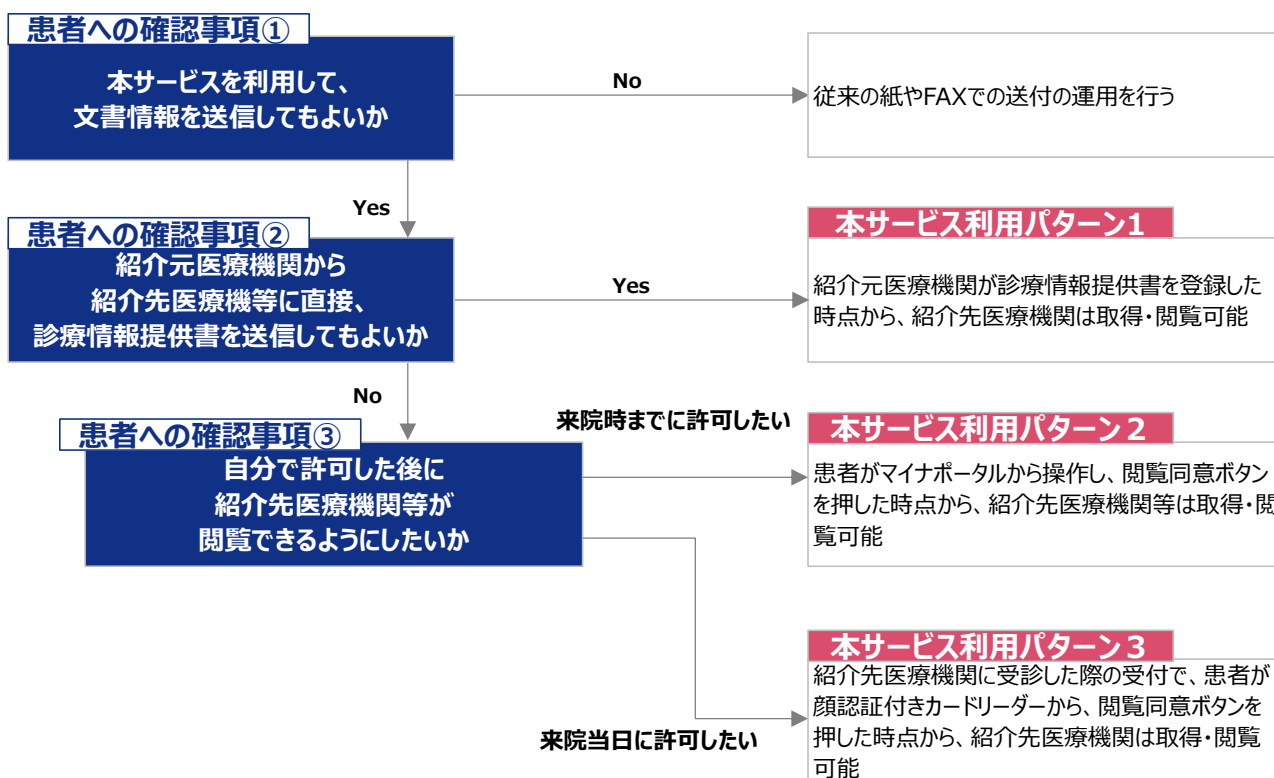 患者への確認事項①
本サービスを利用して、
文書情報を送信してもよいか
No
従来の紙やFAXでの送付の運用を行う
Yes
患者への確認事項②
紹介元医療機関から
紹介先医療機等に直接、
診療情報提供書を送信してもよいか
Yes
本サービス利用パターン1
紹介元医療機関が診療情報提供書を登録した
時点から、紹介先医療機関は取得・閲覧可能
No
患者への確認事項③
自分で許可した後に
紹介先医療機関等が
閲覧できるようにしたいか
来院時までに許可したい
本サービス利用パターン２
患者がマイナポータルから操作し、閲覧同意ボタン
を押した時点から、紹介先医療機関等は取得・閲
覧可能
来院当日に許可したい
本サービス利用パターン３
紹介先医療機関に受診した際の受付で、患者が
顔認証付きカードリーダーから、閲覧同意ボタンを
押した時点から、紹介先医療機関は取得・閲覧
可能